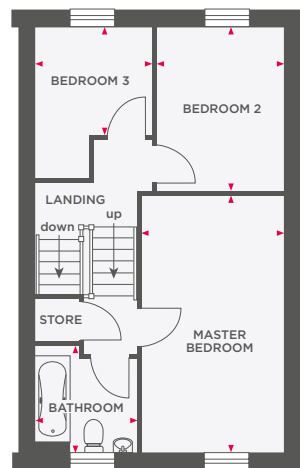 BEDROOM 3
BEDROOM 2
LANDING
up
down
STORE
MASTER
BEDROOM
BATHROOM